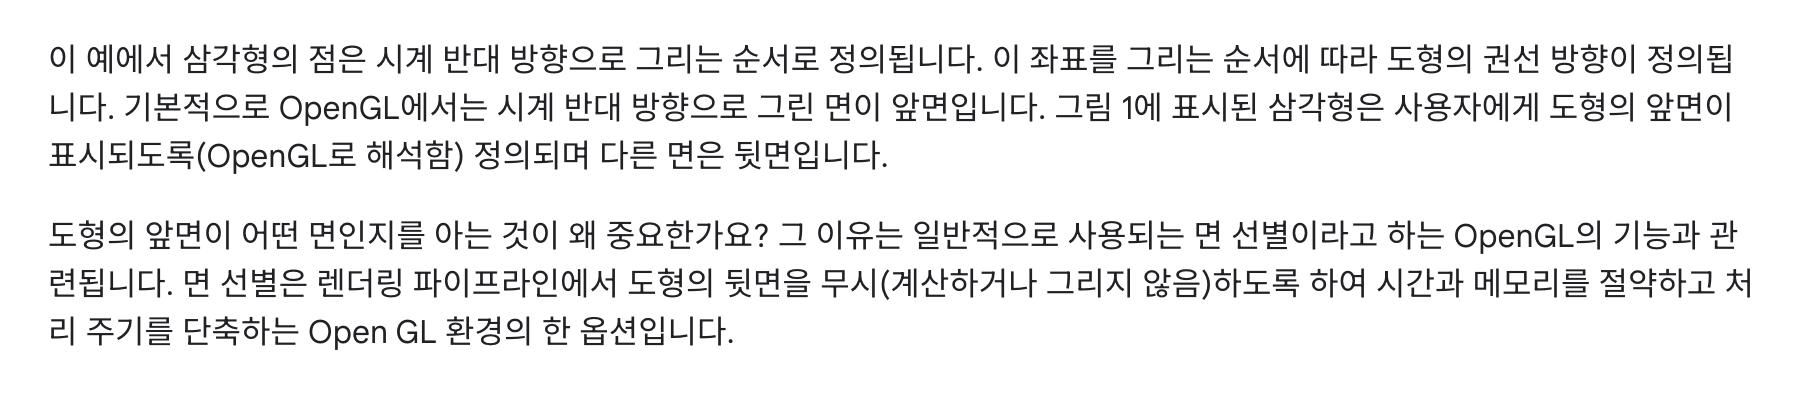 이 예에서 삼각형의 점은 시계 반대 방향으로 그리는 순서로 정의됩니다. 이 좌표를 그리는 순서에 따라 도형의 권선 방향이 정의됩
니다. 기본적으로 OpenGL에서는 시계 반대 방향으로 그린 면이 앞면입니다. 그림 1에 표시된 삼각형은 사용자에게 도형의 앞면이
표시되도록(OpenGL로 해석함) 정의되며 다른 면은 뒷면입니다.
도형의 앞면이 어떤 면인지를 아는 것이 왜 중요한가요? 그 이유는 일반적으로 사용되는 면 선별이라고 하는 OpenGL의 기능과 관
련됩니다. 면 선별은 렌더링 파이프라인에서 도형의 뒷면을 무시(계산하거나 그리지 않음)하도록 하여 시간과 메모리를 절약하고 처
리 주기를 단축하는 Open GL 환경의 한 옵션입니다.